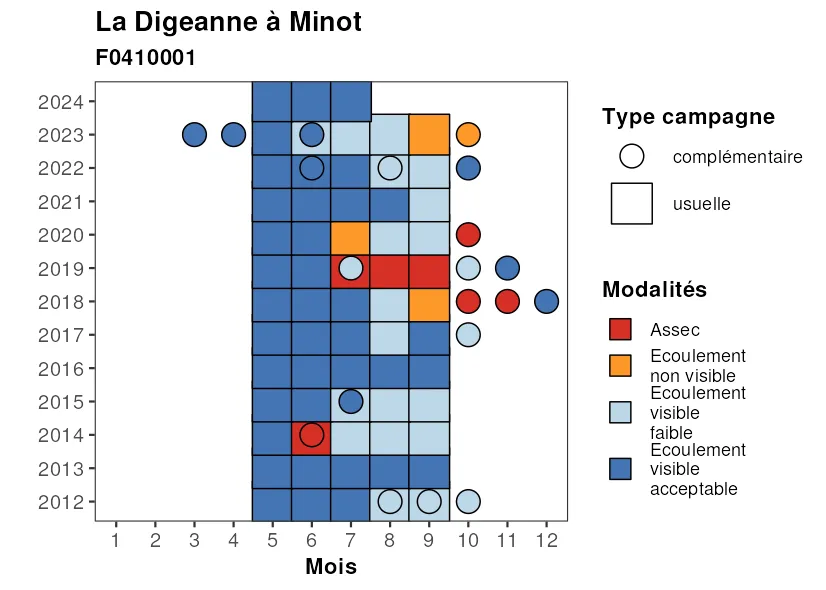 La Digeanne à Minot
F0410001
2024
2023
2022
2021
2020
2019
2018
2017
2016
2015
2014
2013
2012
1 2 3 4 5 6 7 8 9 10 11 12
Mois
Type campagne
complémentaire
usuelle
Modalités
Assec
Ecoulement
non visible
Ecoulement
visible
faible
Ecoulement
visible
acceptable